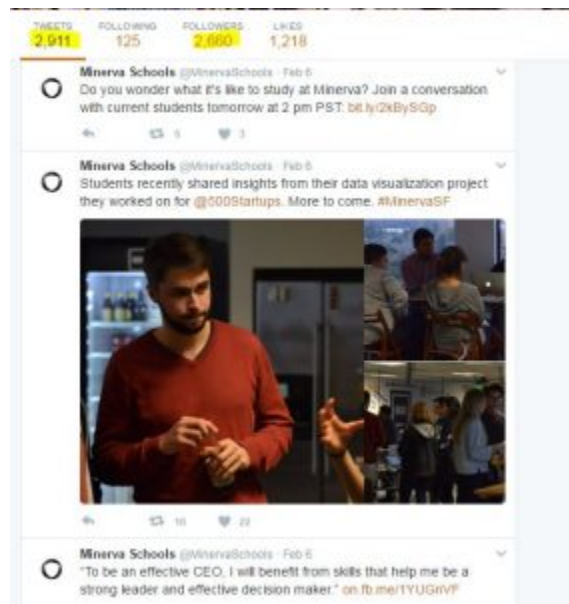 TWEETS FOLLOWING FOLLOWERS LIKES
2,911 125 2,660 1,218
Minerva Schools @MinervaSchools · Feb 6
Do you wonder what it's like to study at Minerva? Join a conversation
with current students tomorrow at 2 pm PST: bit.ly/2kBySGp
5 3
Minerva Schools @MinervaSchools · Feb 6
Students recently shared insights from their data visualization project
they worked on for @500Startups. More to come. #MinervaSF
10 22
Minerva Schools @MinervaSchools · Feb 6
"To be an effective CEO, I will benefit from skills that help me be a
strong leader and effective decision maker." on.fb.me/1YUGnVF